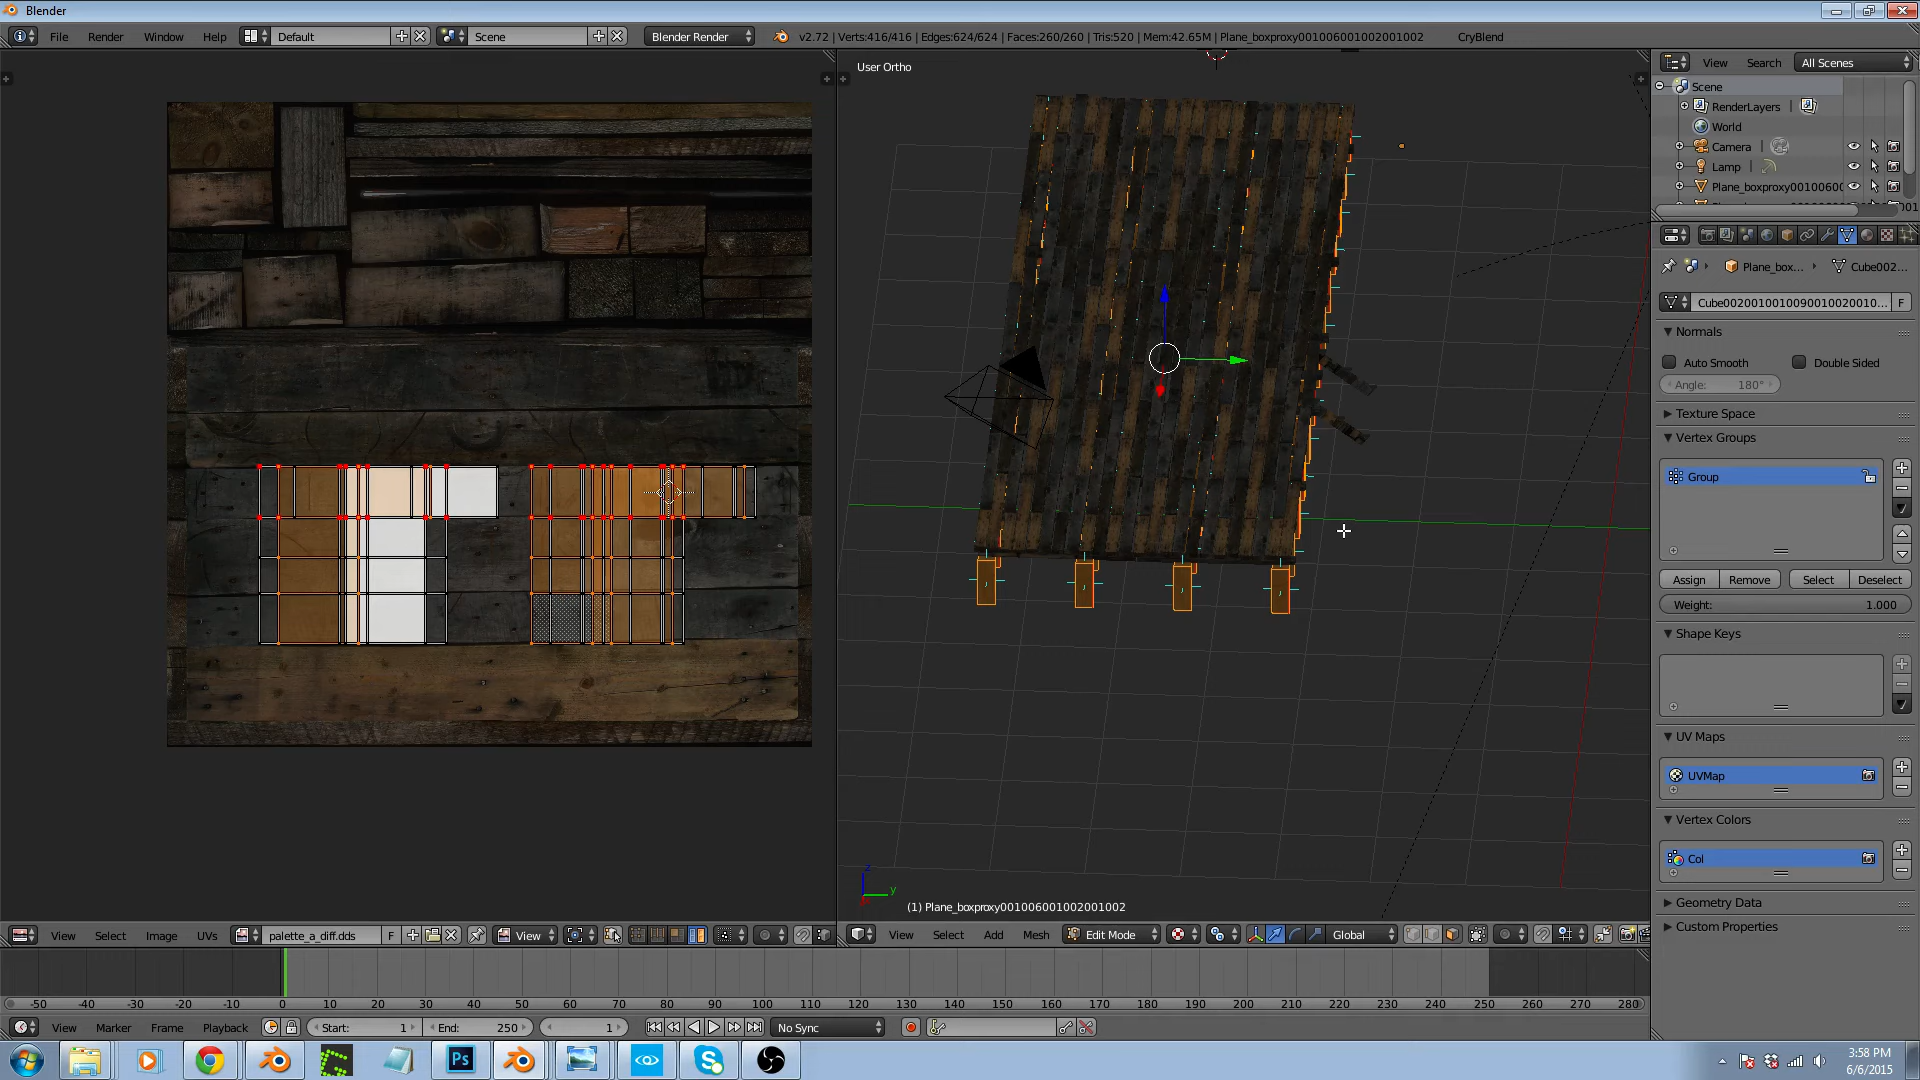 Blender
File Render Window Help Default Scene Blender Render v2.72 | Verts:416/416 | Edges:624/624 | Faces:260/260 | Tris:520 | Mem:42.65M | Plane_boxproxy001006001002001002 CryBlend
User Ortho
View Search All Scenes
Scene
RenderLayers
World
Camera
Lamp
Plane_boxproxy00100600
Plane_box... Cube002...
Cube0020010010090010020010... F
Normals
Auto Smooth Double Sided
Angle: 180°
Texture Space
Vertex Groups
Group
Assign Remove Select Deselect
Weight: 1.000
Shape Keys
UV Maps
UVMap
Vertex Colors
Col
Geometry Data
Custom Properties
z
y
(1) Plane_boxproxy001006001002001002
View Select Image UVs palette_a_diff.dds F View
View Select Add Mesh Edit Mode Global
-50 -40 -30 -20 -10 0 10 20 30 40 50 60 70 80 90 100 110 120 130 140 150 160 170 180 190 200 210 220 230 240 250 260 270 280
View Marker Frame Playback Start: 1 End: 250 1 No Sync
Ps
3:58 PM
6/6/2015